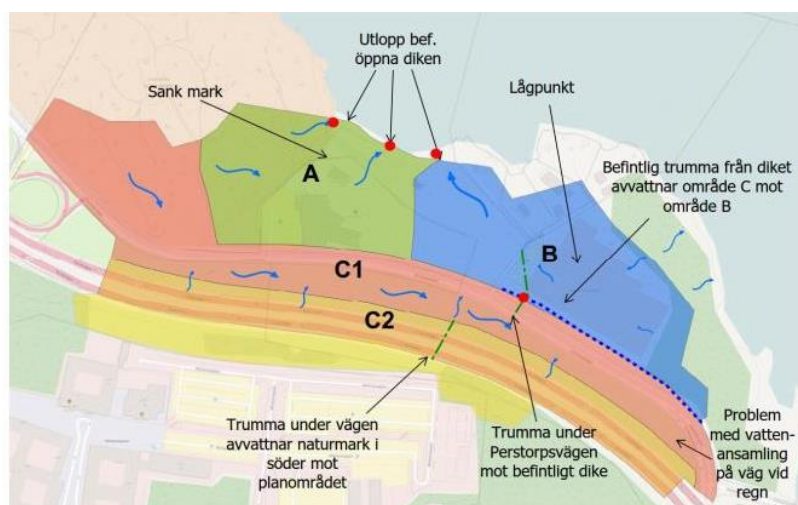 Utlopp bef.
öppna diken
Sank mark
Lågpunkt
Befintlig trumma från diket
avvattnar område C mot
område B
A
B
C1
C2
Trumma under vägen
avvattnar naturmark i
söder mot
planområdet
Trumma under
Perstorpsvägen
mot befintligt dike
Problem
med vatten-
ansamling
på väg vid
regn